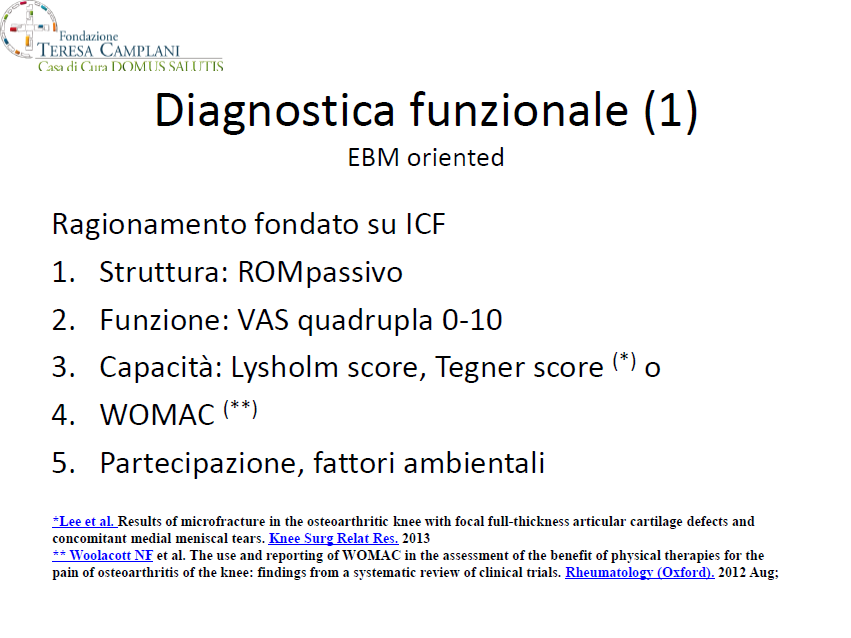 Fondazione
TERESA CAMPLANI
Casa di Cura DOMUS SALUTIS
Diagnostica funzionale (1)
EBM oriented
Ragionamento fondato su ICF
1. Struttura: ROMpassivo
2. Funzione: VAS quadrupla 0-10
3. Capacità: Lysholm score, Tegner score (*) o
4. WOMAC (**)
5. Partecipazione, fattori ambientali
*Lee et al. Results of microfracture in the osteoarthritic knee with focal full-thickness articular cartilage defects and
concomitant medial meniscal tears. Knee Surg Relat Res. 2013
** Woolacott NF et al. The use and reporting of WOMAC in the assessment of the benefit of physical therapies for the
pain of osteoarthritis of the knee: findings from a systematic review of clinical trials. Rheumatology (Oxford). 2012 Aug;